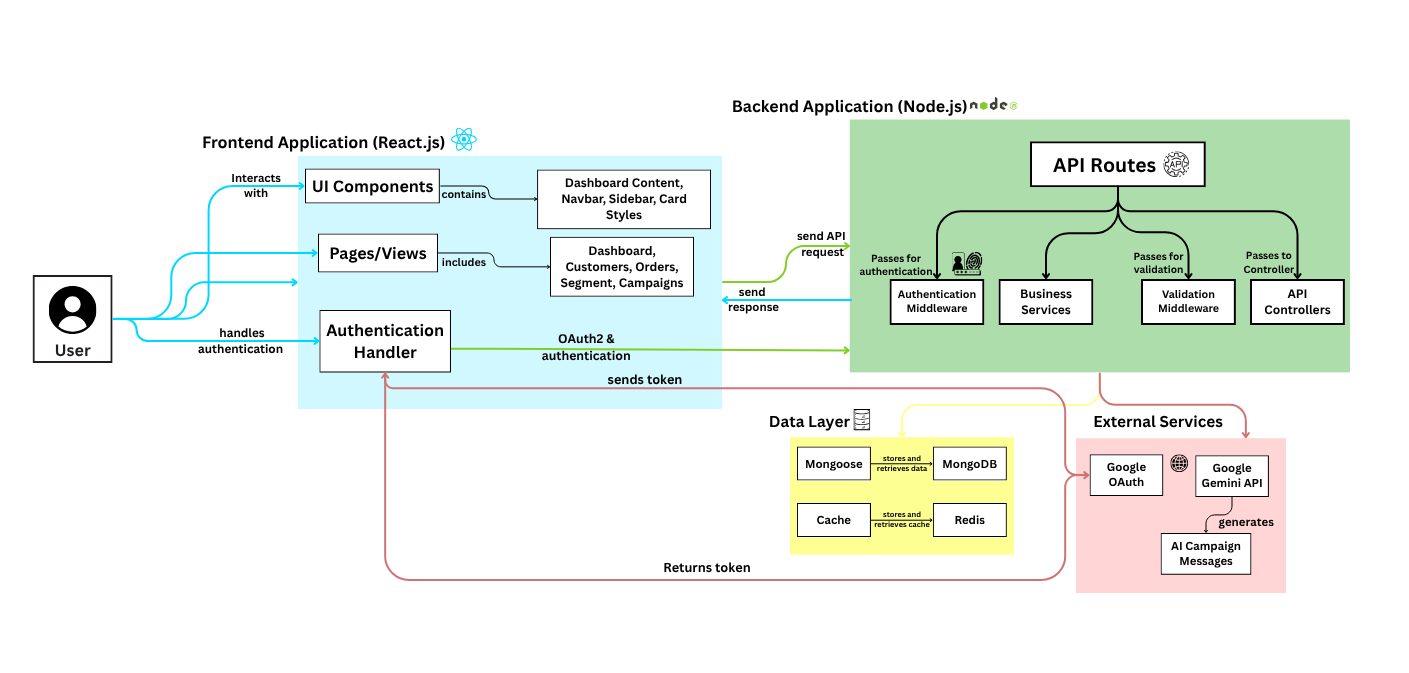 Backend Application (Node.js)
node
Frontend Application (React.js)
API Routes
API
Interacts
with
UI Components
contains
Dashboard Content,
Navbar, Sidebar, Card
Styles
Pages/Views
includes
Dashboard,
Customers, Orders,
Segment, Campaigns
send API
request
send
response
Passes for
authentication
Passes for
validation
Passes to
Controller
Authentication
Middleware
Business
Services
Validation
Middleware
API
Controllers
User
handles
authentication
Authentication
Handler
OAuth2 &
authentication
sends token
Data Layer
External Services
Mongoose
stores and
retrieves data
MongoDB
Cache
stores and
retrieves cache
Redis
Google
OAuth
Google
Gemini API
generates
AI Campaign
Messages
Returns token